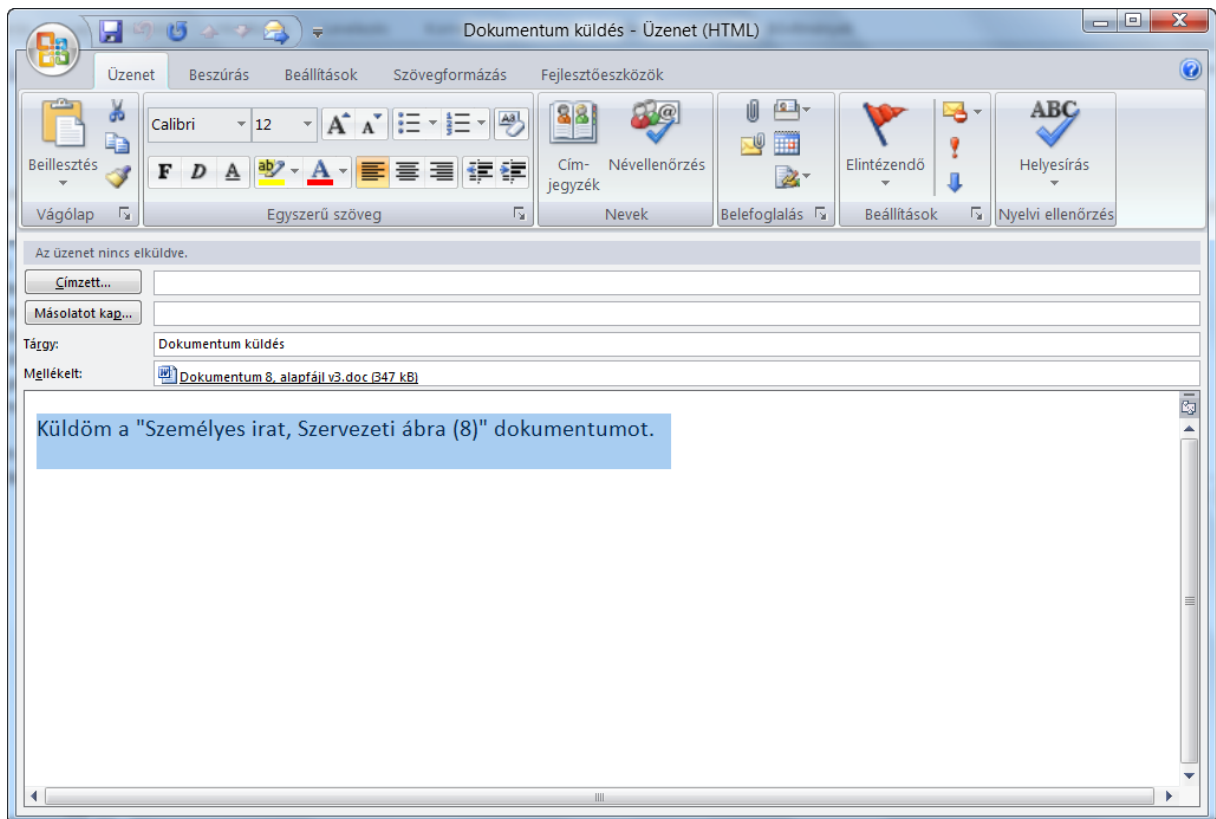 Dokumentum küldés - Üzenet (HTML)
Üzenet Beszúrás Beállítások Szövegformázás Fejlesztőeszközök
Beillesztés
Vágólap
Calibri 12
F D A ab A
Egyszerű szöveg
Cím-
jegyzék
Névellenőrzés
Nevek
Belefoglalás
Elintézendő
Beállítások
ABC
Helyesírás
Nyelvi ellenőrzés
Az üzenet nincs elküldve.
Címzett...
Másolatot kap...
Tárgy: Dokumentum küldés
Mellékelt: Dokumentum 8, alapfájl v3.doc (347 kB)
Küldöm a "Személyes irat, Szervezeti ábra (8)" dokumentumot.